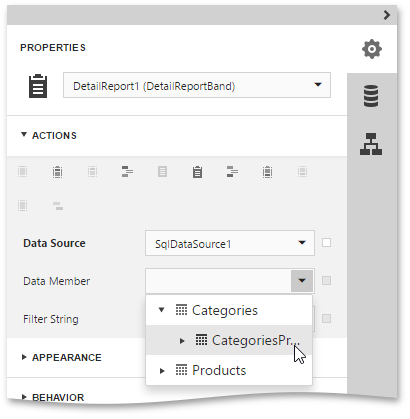 PROPERTIES
DetailReport1 (DetailReportBand)
ACTIONS
Data Source
SqlDataSource1
Data Member
Categories
Filter String
CategoriesPr...
APPEARANCE
Products
BEHAVIOR